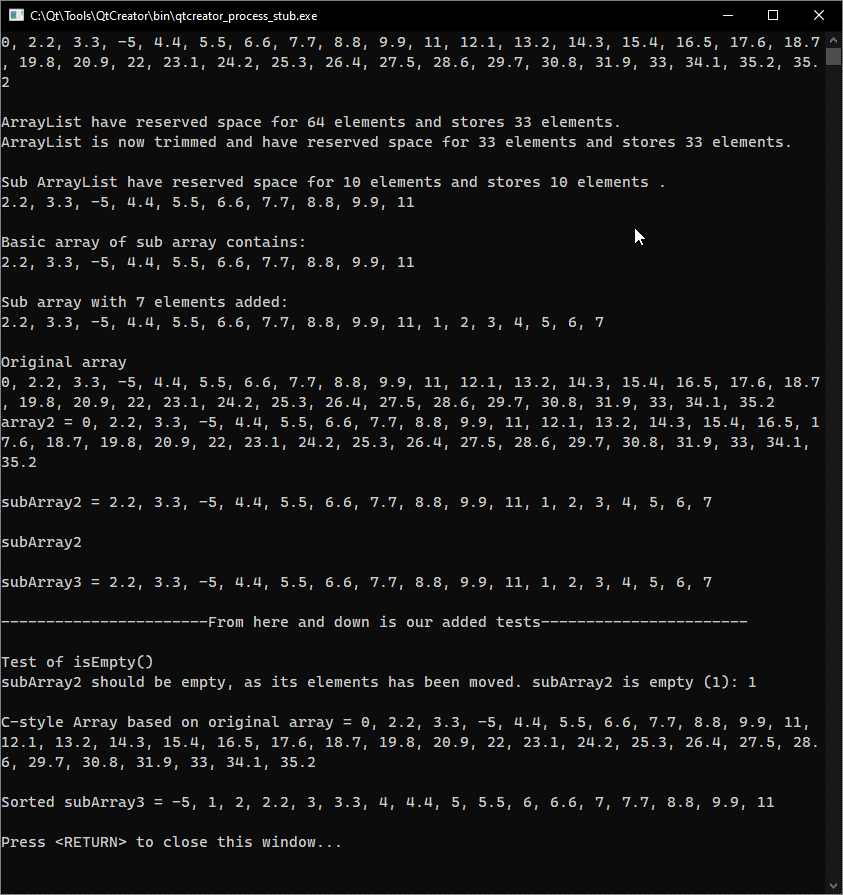 C:\Qt\Tools\QtCreator\bin\qtcreator_process_stub.exe
0, 2.2, 3.3, -5, 4.4, 5.5, 6.6, 7.7, 8.8, 9.9, 11, 12.1, 13.2, 14.3, 15.4, 16.5, 17.6, 18.7
, 19.8, 20.9, 22, 23.1, 24.2, 25.3, 26.4, 27.5, 28.6, 29.7, 30.8, 31.9, 33, 34.1, 35.2, 35.
2
ArrayList have reserved space for 64 elements and stores 33 elements.
ArrayList is now trimmed and have reserved space for 33 elements and stores 33 elements.
Sub ArrayList have reserved space for 10 elements and stores 10 elements .
2.2, 3.3, -5, 4.4, 5.5, 6.6, 7.7, 8.8, 9.9, 11
Basic array of sub array contains:
2.2, 3.3, -5, 4.4, 5.5, 6.6, 7.7, 8.8, 9.9, 11
Sub array with 7 elements added:
2.2, 3.3, -5, 4.4, 5.5, 6.6, 7.7, 8.8, 9.9, 11, 1, 2, 3, 4, 5, 6, 7
Original array
0, 2.2, 3.3, -5, 4.4, 5.5, 6.6, 7.7, 8.8, 9.9, 11, 12.1, 13.2, 14.3, 15.4, 16.5, 17.6, 18.7
, 19.8, 20.9, 22, 23.1, 24.2, 25.3, 26.4, 27.5, 28.6, 29.7, 30.8, 31.9, 33, 34.1, 35.2
array2 = 0, 2.2, 3.3, -5, 4.4, 5.5, 6.6, 7.7, 8.8, 9.9, 11, 12.1, 13.2, 14.3, 15.4, 16.5, 1
7.6, 18.7, 19.8, 20.9, 22, 23.1, 24.2, 25.3, 26.4, 27.5, 28.6, 29.7, 30.8, 31.9, 33, 34.1,
35.2
subArray2 = 2.2, 3.3, -5, 4.4, 5.5, 6.6, 7.7, 8.8, 9.9, 11, 1, 2, 3, 4, 5, 6, 7
subArray2
subArray3 = 2.2, 3.3, -5, 4.4, 5.5, 6.6, 7.7, 8.8, 9.9, 11, 1, 2, 3, 4, 5, 6, 7
-----------------------From here and down is our added tests-----------------------
Test of isEmpty()
subArray2 should be empty, as its elements has been moved. subArray2 is empty (1): 1
C-style Array based on original array = 0, 2.2, 3.3, -5, 4.4, 5.5, 6.6, 7.7, 8.8, 9.9, 11,
12.1, 13.2, 14.3, 15.4, 16.5, 17.6, 18.7, 19.8, 20.9, 22, 23.1, 24.2, 25.3, 26.4, 27.5, 28.
6, 29.7, 30.8, 31.9, 33, 34.1, 35.2
Sorted subArray3 = -5, 1, 2, 2.2, 3, 3.3, 4, 4.4, 5, 5.5, 6, 6.6, 7, 7.7, 8.8, 9.9, 11
Press <RETURN> to close this window...